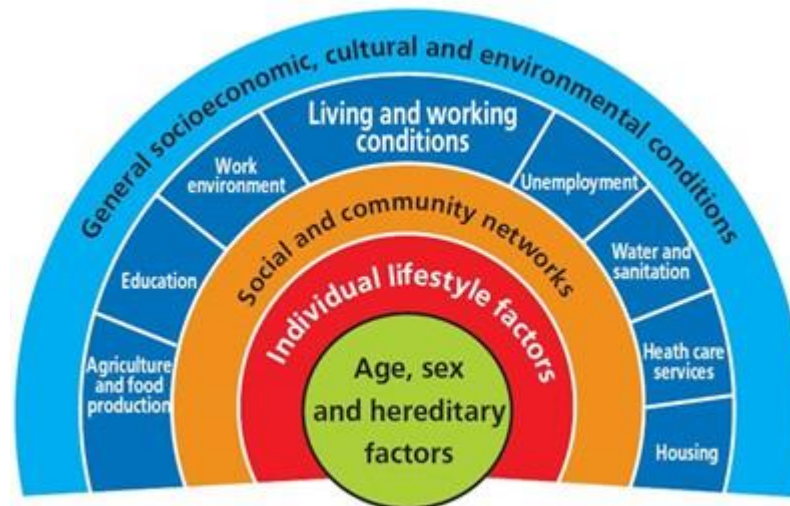 General socioeconomic, cultural and environmental conditions
Living and working
conditions
Work
environment
Unemployment
Education
Water and
sanitation
Agriculture
and food
production
Heath care
services
Housing
Social and community networks
Individual lifestyle factors
Age, sex
and hereditary
factors